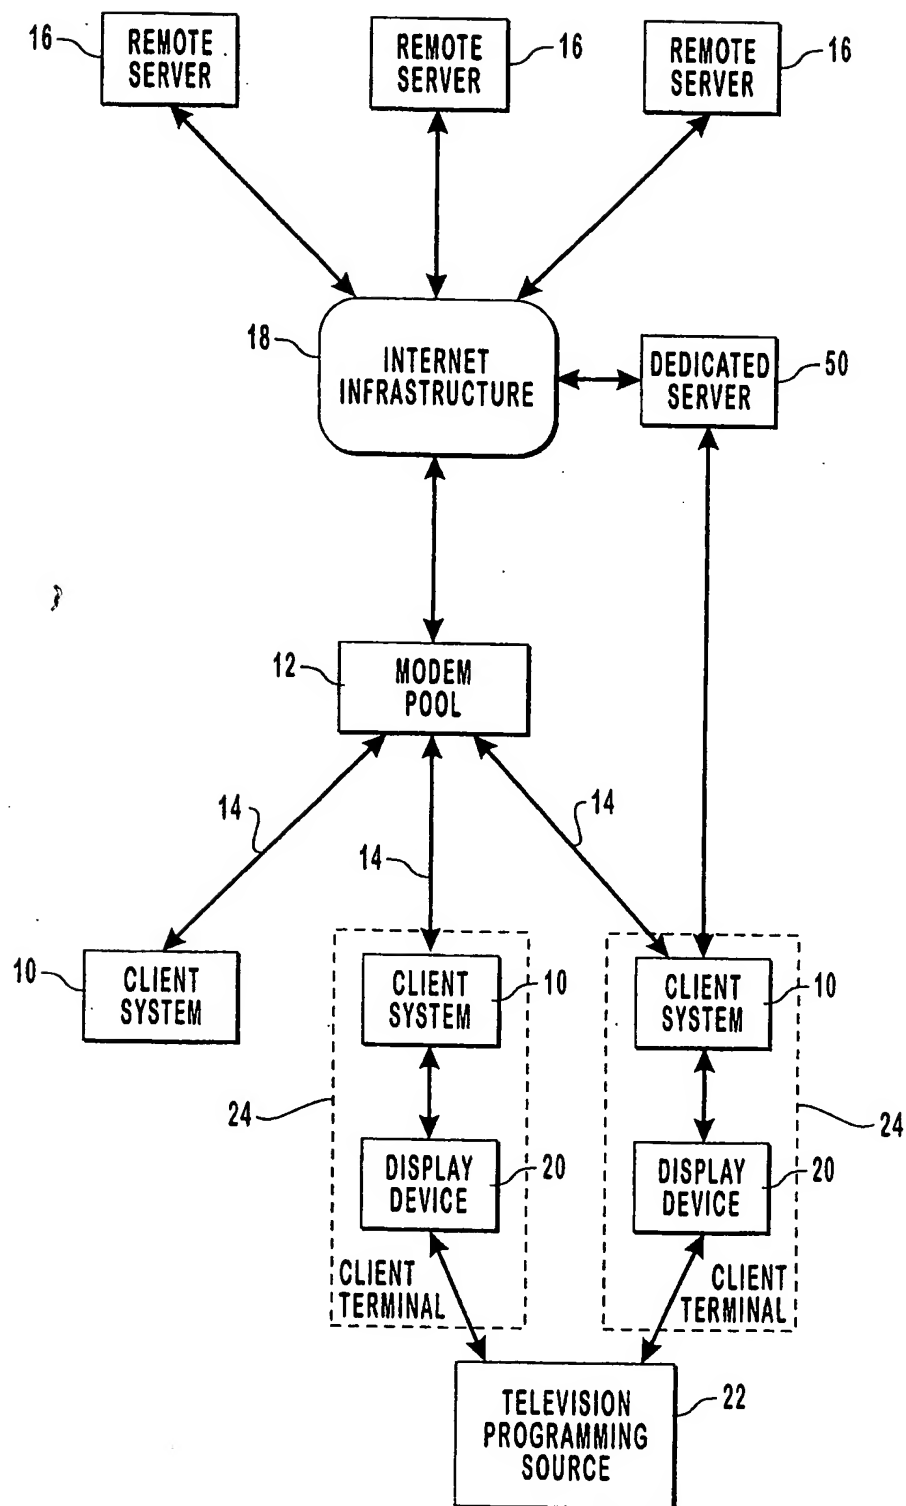 16
REMOTE
SERVER
REMOTE
SERVER
16
REMOTE
SERVER
16
18
INTERNET
INFRASTRUCTURE
DEDICATED
SERVER
50
12
MODEM
POOL
14
14
14
10
CLIENT
SYSTEM
CLIENT
SYSTEM
10
CLIENT
SYSTEM
10
24
24
DISPLAY
DEVICE
20
DISPLAY
DEVICE
20
CLIENT
TERMINAL
CLIENT
TERMINAL
TELEVISION
PROGRAMMING
SOURCE
22